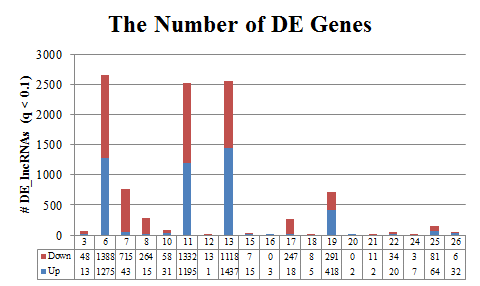 The Number of DE Genes
# DE_lncRNAs (q < 0.1)
3000
2500
2000
1500
1000
500
0
3 6 7 8 10 11 12 13 15 16 17 18 19 20 21 22 24 25 26
Down 48 1388 715 264 58 1332 13 1118 7 0 247 8 291 0 11 34 3 81 6
Up 13 1275 43 15 31 1195 1 1437 15 3 18 5 418 2 2 20 7 64 32